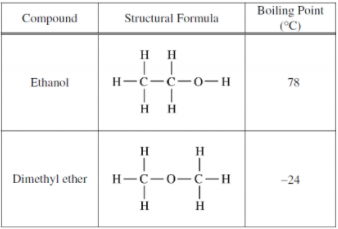 Compound Structural Formula Boiling Point (°C)
Ethanol
H H
H—C—C—O—H
H H
78
Dimethyl ether
H H
H—C—O—C—H
H H
−24